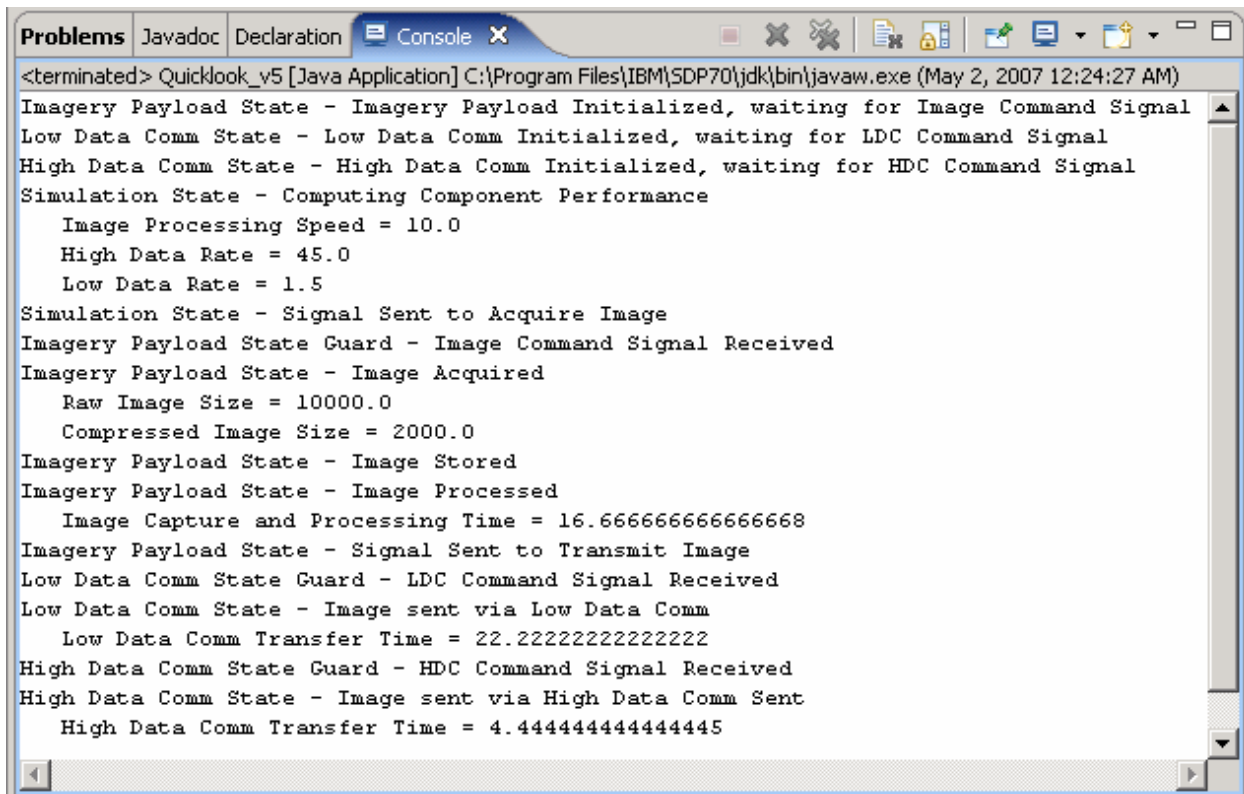 Problems Javadoc Declaration Console
<terminated> Quicklook_v5 [Java Application] C:\Program Files\IBM\SDP70\jdk\bin\javaw.exe (May 2, 2007 12:24:27 AM)
Imagery Payload State - Imagery Payload Initialized, waiting for Image Command Signal
Low Data Comm State - Low Data Comm Initialized, waiting for LDC Command Signal
High Data Comm State - High Data Comm Initialized, waiting for HDC Command Signal
Simulation State - Computing Component Performance
Image Processing Speed = 10.0
High Data Rate = 45.0
Low Data Rate = 1.5
Simulation State - Signal Sent to Acquire Image
Imagery Payload State Guard - Image Command Signal Received
Imagery Payload State - Image Acquired
Raw Image Size = 10000.0
Compressed Image Size = 2000.0
Imagery Payload State - Image Stored
Imagery Payload State - Image Processed
Image Capture and Processing Time = 16.666666666666668
Imagery Payload State - Signal Sent to Transmit Image
Low Data Comm State Guard - LDC Command Signal Received
Low Data Comm State - Image sent via Low Data Comm
Low Data Comm Transfer Time = 22.22222222222222
High Data Comm State Guard - HDC Command Signal Received
High Data Comm State - Image sent via High Data Comm Sent
High Data Comm Transfer Time = 4.444444444444445